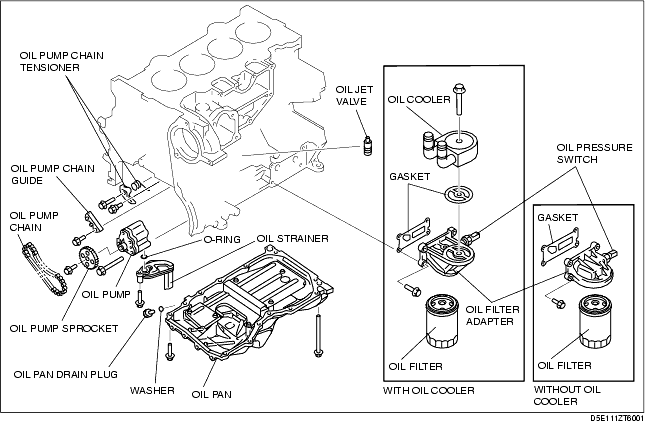 OIL PUMP CHAIN
TENSIONER
OIL JET
VALVE
OIL COOLER
OIL PRESSURE
SWITCH
OIL PUMP CHAIN
GUIDE
GASKET
OIL PUMP
CHAIN
GASKET
O-RING
OIL STRAINER
OIL PUMP
OIL FILTER
ADAPTER
OIL PUMP SPROCKET
OIL FILTER
OIL FILTER
OIL PAN DRAIN PLUG
WASHER
OIL PAN
WITH OIL COOLER
WITHOUT OIL
COOLER
D5E111ZT6001